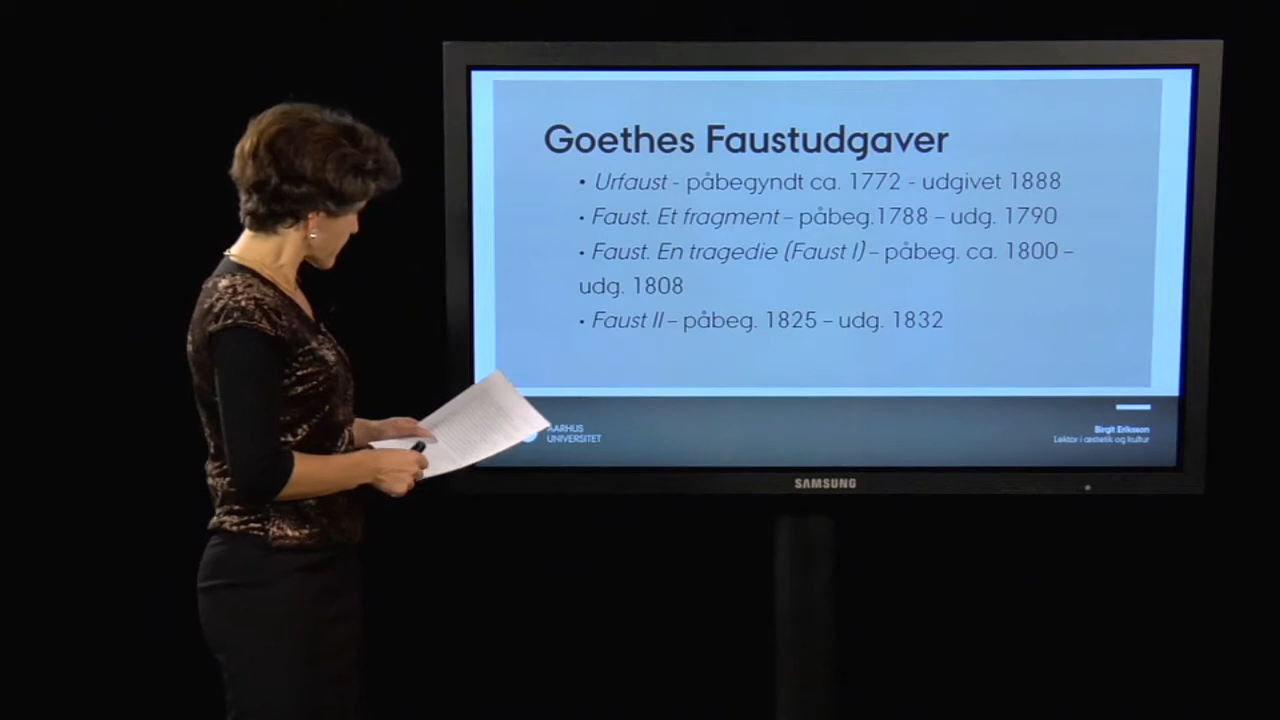 Goethes Faustudgaver
• Urfaust - påbegyndt ca. 1772 - udgivet 1888
• Faust. Et fragment – påbeg.1788 – udg. 1790
• Faust. En tragedie (Faust I) – påbeg. ca. 1800 –
udg. 1808
• Faust II – påbeg. 1825 – udg. 1832
AARHUS
UNIVERSITET
Birgit Eriksson
Lektor i æstetik og kultur
SAMSUNG